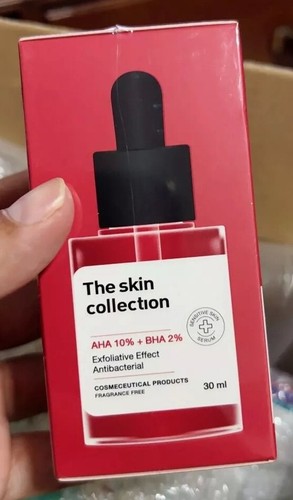 The skin
collection
SENSITIVE SKIN
SERUM
AHA 10% + BHA 2%
Exfoliative Effect
Antibacterial
COSMECEUTICAL PRODUCTS
FRAGRANCE FREE
30 ml